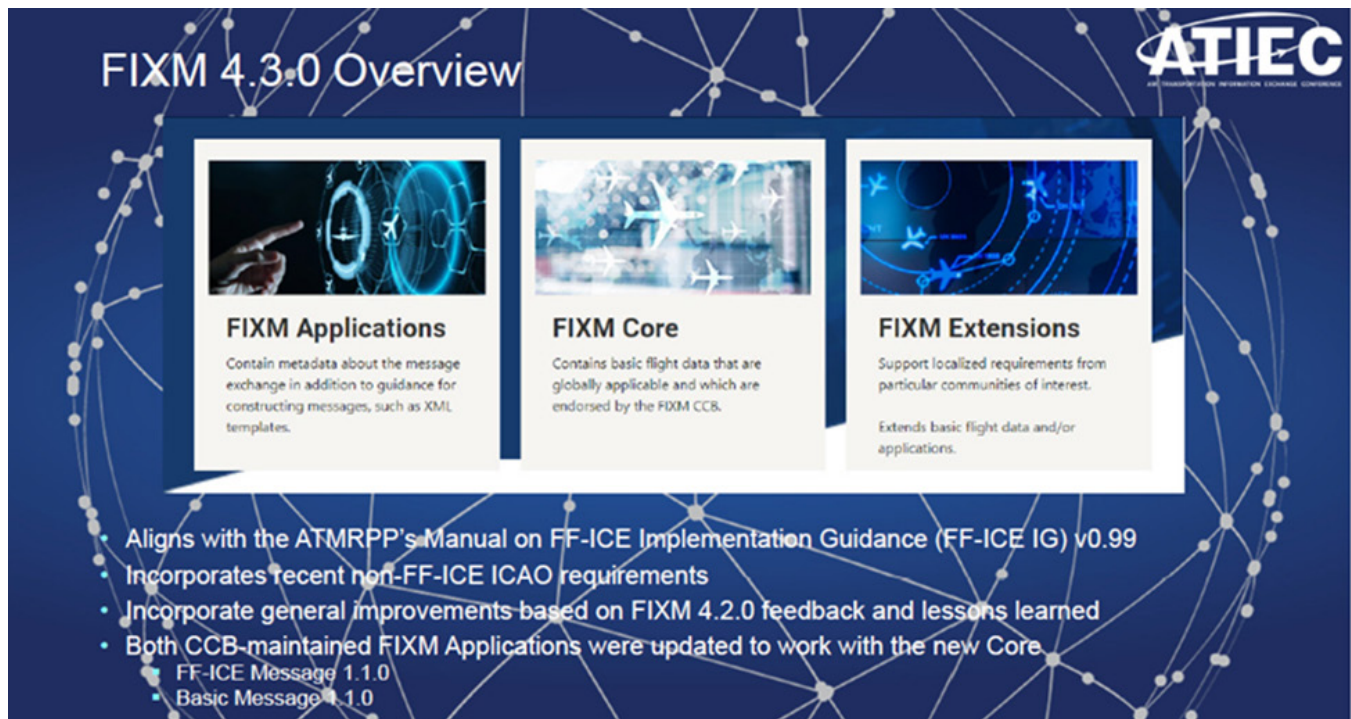 FIXM 4.3.0 Overview
ATIEC
AIR TRANSPORTATION INFORMATION EXCHANGE CONFERENCE
FIXM Applications
Contain metadata about the message
exchange in addition to guidance for
constructing messages, such as XML
templates.
FIXM Core
Contains basic flight data that are
globally applicable and which are
endorsed by the FIXM CCB.
FIXM Extensions
Support localized requirements from
particular communities of interest.
Extends basic flight data and/or
applications.
• Aligns with the ATMRPP's Manual on FF-ICE Implementation Guidance (FF-ICE IG) v0.99
• Incorporates recent non-FF-ICE ICAO requirements
• Incorporate general improvements based on FIXM 4.2.0 feedback and lessons learned
• Both CCB-maintained FIXM Applications were updated to work with the new Core
▪ FF-ICE Message 1.1.0
▪ Basic Message 1.1.0